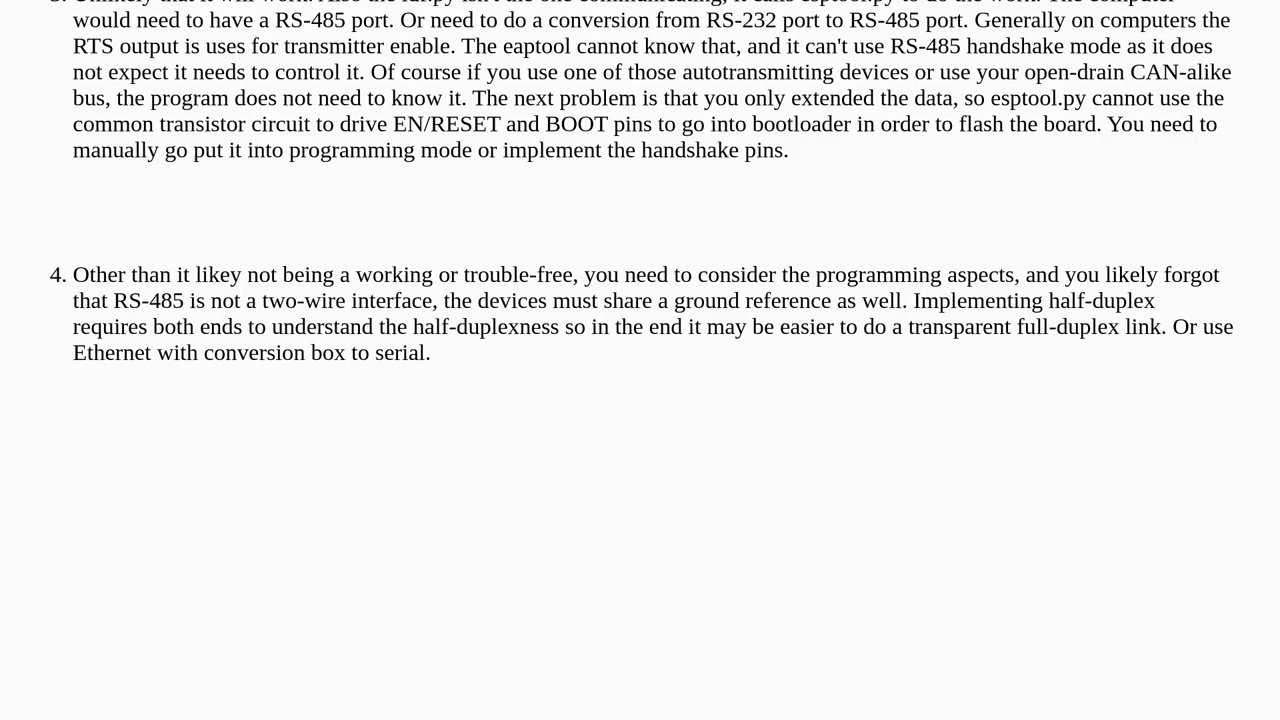 would need to have a RS-485 port. Or need to do a conversion from RS-232 port to RS-485 port. Generally on computers the
RTS output is uses for transmitter enable. The eaptool cannot know that, and it can't use RS-485 handshake mode as it does
not expect it needs to control it. Of course if you use one of those autotransmitting devices or use your open-drain CAN-alike
bus, the program does not need to know it. The next problem is that you only extended the data, so esptool.py cannot use the
common transistor circuit to drive EN/RESET and BOOT pins to go into bootloader in order to flash the board. You need to
manually go put it into programming mode or implement the handshake pins.
4. Other than it likey not being a working or trouble-free, you need to consider the programming aspects, and you likely forgot
that RS-485 is not a two-wire interface, the devices must share a ground reference as well. Implementing half-duplex
requires both ends to understand the half-duplexness so in the end it may be easier to do a transparent full-duplex link. Or use
Ethernet with conversion box to serial.